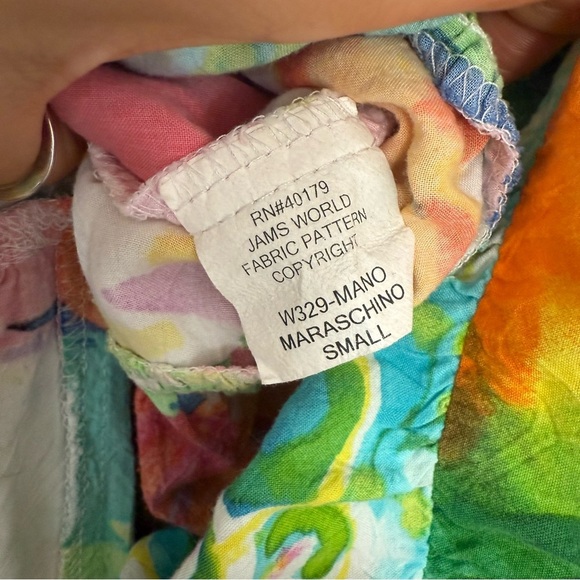 RN#40179
JAMS WORLD
FABRIC PATTERN
COPYRIGHT
W329-MANO
MARASCHINO
SMALL